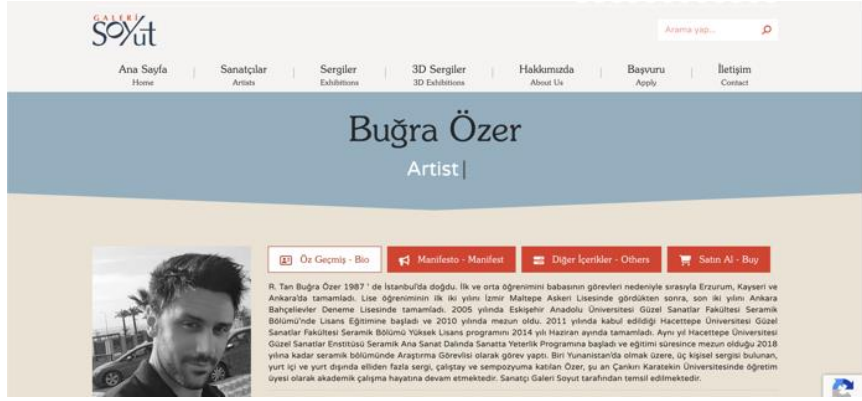 GALERİ
Soyut
Arama yap...
Ana Sayfa
Home
Sanatçılar
Artists
Sergiler
Exhibitions
3D Sergiler
3D Exhibitions
Hakkımızda
About Us
Başvuru
Apply
İletişim
Contact
Buğra Özer
Artist|
Öz Geçmiş - Bio
Manifesto - Manifest
Diğer İçerikler - Others
Satın Al - Buy
R. Tan Buğra Özer 1987 ' de İstanbul'da doğdu. İlk ve orta öğrenimini babasının görevleri nedeniyle sırasıyla Erzurum, Kayseri ve
Ankara'da tamamladı. Lise öğreniminin ilk iki yılını İzmir Maltepe Askeri Lisesinde gördükten sonra, son iki yılını Ankara
Bahçelievler Deneme Lisesinde tamamladı. 2005 yılında Eskişehir Anadolu Üniversitesi Güzel Sanatlar Fakültesi Seramik
Bölümü'nde Lisans Eğitimine başladı ve 2010 yılında mezun oldu. 2011 yılında kabul edildiği Hacettepe Üniversitesi Güzel
Sanatlar Fakültesi Seramik Bölümü Yüksek Lisans programını 2014 yılı Haziran ayında tamamladı. Aynı yıl Hacettepe Üniversitesi
Güzel Sanatlar Enstitüsü Seramik Ana Sanat Dalında Sanatta Yeterlik Programına başladı ve eğitimi süresince mezun olduğu 2018
yılına kadar seramik bölümünde Araştırma Görevlisi olarak görev yaptı. Biri Yunanistan'da olmak üzere, üç kişisel sergisi bulunan,
yurt içi ve yurt dışında elliden fazla sergi, çalıştay ve sempozyuma katılan Özer, şu an Çankırı Karatekin Üniversitesinde öğretim
üyesi olarak akademik çalışma hayatına devam etmektedir. Sanatçı Galeri Soyut tarafından temsil edilmektedir.